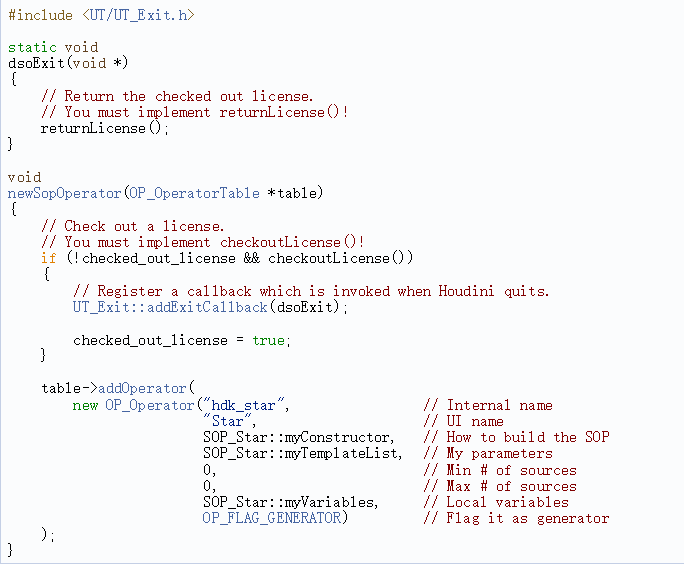 #include <UT/UT_Exit.h>
static void
dsoExit(void *)
{
// Return the checked out license.
// You must implement returnLicense()!
returnLicense();
}
void
newSopOperator(OP_OperatorTable *table)
{
// Check out a license.
// You must implement checkoutLicense()!
if (!checked_out_license && checkoutLicense())
{
// Register a callback which is invoked when Houdini quits.
UT_Exit::addExitCallback(dsoExit);
checked_out_license = true;
}
table->addOperator(
new OP_Operator("hdk_star", // Internal name
"Star", // UI name
SOP_Star::myConstructor, // How to build the SOP
SOP_Star::myTemplateList, // My parameters
0, // Min # of sources
0, // Max # of sources
SOP_Star::myVariables, // Local variables
OP_FLAG_GENERATOR) // Flag it as generator
);
}